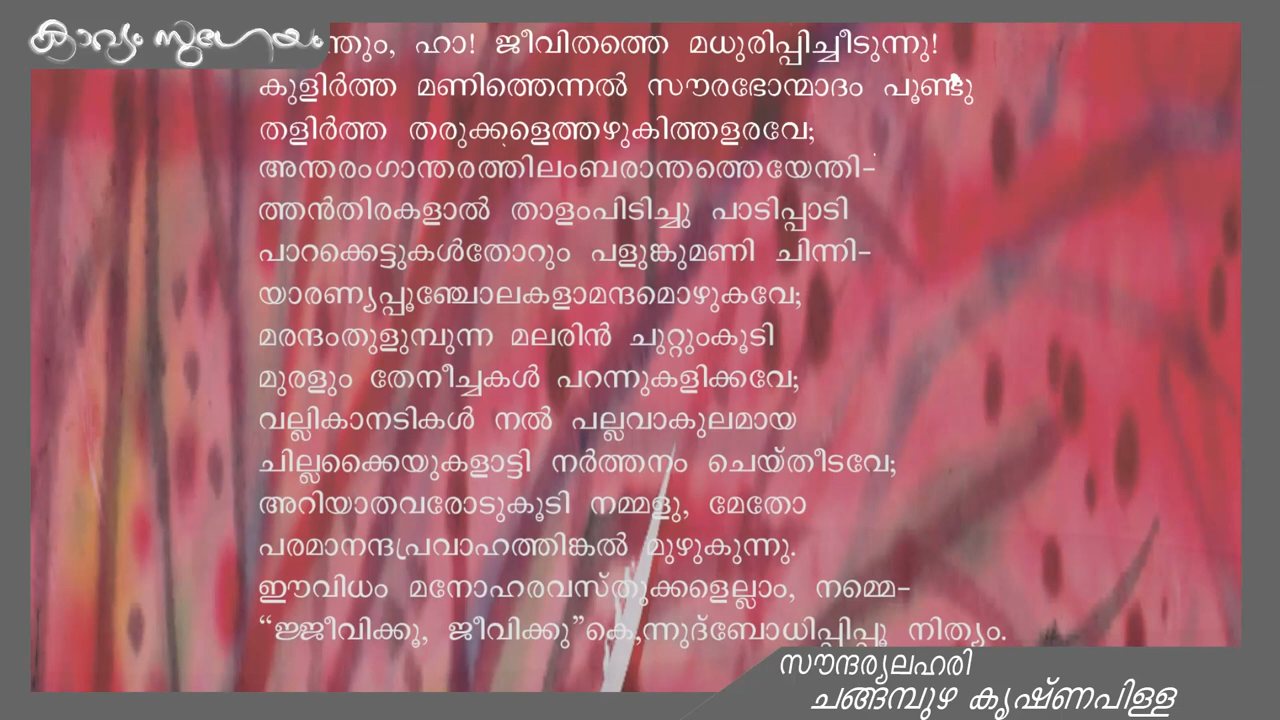 കാവ്യം സുഗേയം
ന്തും, ഹാ! ജീവിതത്തെ മധുരിപ്പിച്ചീടുന്നു!
കുളിർത്ത മണിത്തെന്നൽ സൗരഭോന്മാദം പൂണ്ടു
തളിർത്ത തരുക്കളെത്തഴുകിത്തളരവേ;
അന്തരംഗാന്തരത്തിലംബരാന്തത്തെയേന്തി-
ത്തൻതിരകളാൽ താളംപിടിച്ചു പാടിപ്പാടി
പാറക്കെട്ടുകൾതോറും പളുങ്കുമണി ചിന്നി-
യാരണ്യപ്പൂഞ്ചോലകളാമന്ദമൊഴുകവേ;
മരന്ദംതുളുമ്പുന്ന മലരിൻ ചുറ്റുംകൂടി
മുരളും തേനീച്ചകൾ പറന്നുകളിക്കവേ;
വല്ലികാനടികൾ നൽ പല്ലവാകുലമായ
ചില്ലക്കൈയുകളാട്ടി നർത്തനം ചെയ്തീടവേ;
അറിയാതവരോടുകൂടി നമ്മളു, മേതോ
പരമാനന്ദപ്രവാഹത്തിങ്കൽ മുഴുകുന്നു.
ഈവിധം മനോഹരവസ്തുക്കളെല്ലാം, നമ്മെ-
“ജ്ജീവിക്കൂ, ജീവിക്കു”കെ,ന്നുദ്ബോധിപ്പിപ്പൂ നിത്യം.
സൗന്ദര്യലഹരി
ചങ്ങമ്പുഴ കൃഷ്ണപിള്ള